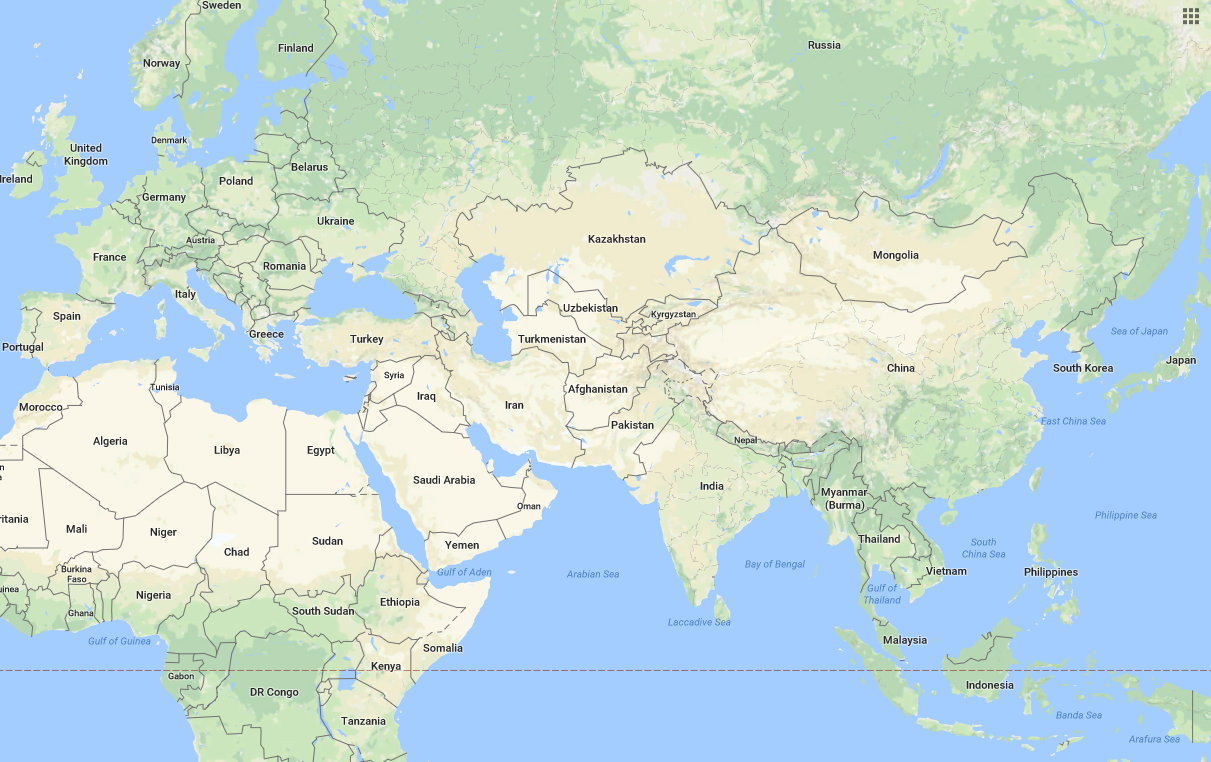 Sweden
Finland
Russia
Norway
Denmark
United
Kingdom
Ireland
Belarus
Poland
Germany
Ukraine
Kazakhstan
Austria
France
Mongolia
Romania
Italy
Uzbekistan
Kyrgyzstan
Spain
Sea of Japan
Greece
Turkey
Turkmenistan
Portugal
Japan
South Korea
China
Syria
Tunisia
Afghanistan
Iraq
Iran
Morocco
East China Sea
Pakistan
Nepal
Algeria
Libya
Egypt
Saudi Arabia
India
Myanmar
(Burma)
Oman
Philippine Sea
ritania
Mali
Niger
Sudan
Thailand
South
China Sea
Yemen
Chad
Bay of Bengal
Burkina
Faso
Gulf of Aden
Arabian Sea
Vietnam
Philippines
uinea
Nigeria
Gulf of
Thailand
Ethiopia
Ghana
South Sudan
Laccadive Sea
Gulf of Guinea
Malaysia
Somalia
Kenya
Gabon
Indonesia
DR Congo
Banda Sea
Tanzania
Arafura Sea